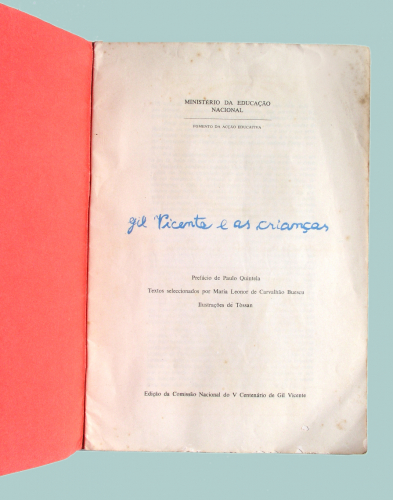 MINISTÉRIO DA EDUCAÇÃO
NACIONAL
FOMENTO DA ACÇÃO EDUCATIVA
gil Vicente e as crianças
Prefácio de Paulo Quintela
Textos seleccionados por Maria Leonor de Carvalhão Buescu
Ilustrações de Tòssan
Edição da Comissão Nacional do V Centenário de Gil Vicente